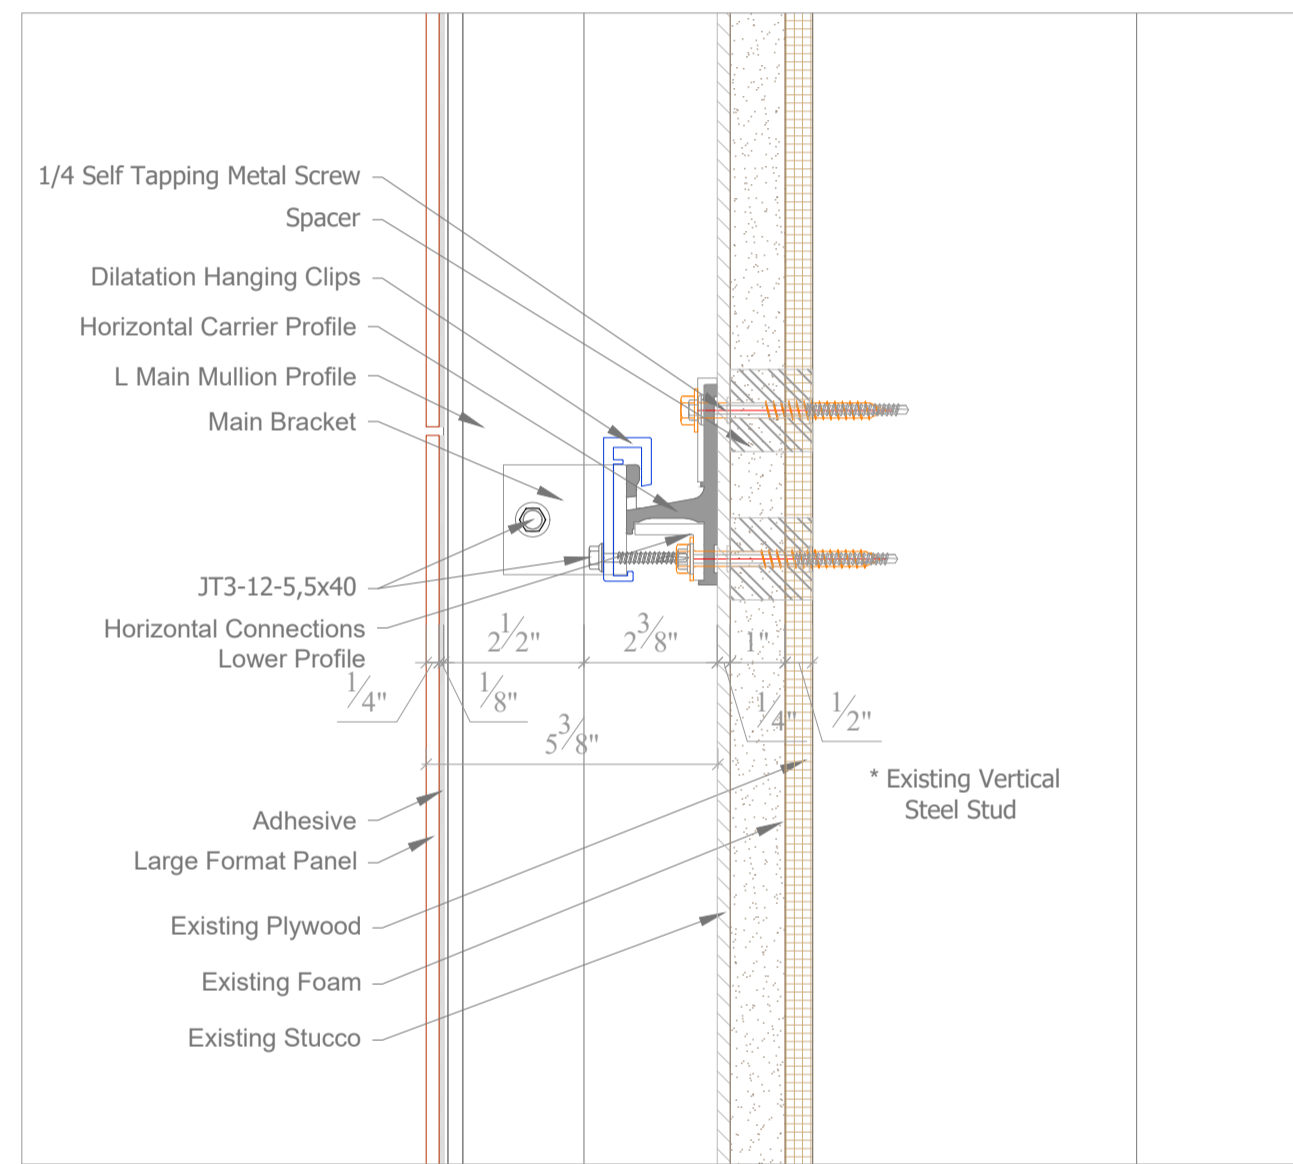 1/4 Self Tapping Metal Screw
Spacer
Dilatation Hanging Clips
Horizontal Carrier Profile
L Main Mullion Profile
Main Bracket
JT3-12-5,5x40
Horizontal Connections
Lower Profile
2 1/2"
2 3/8"
1"
1/4"
1/8"
1/4"
1/2"
5 3/8"
* Existing Vertical
Steel Stud
Adhesive
Large Format Panel
Existing Plywood
Existing Foam
Existing Stucco